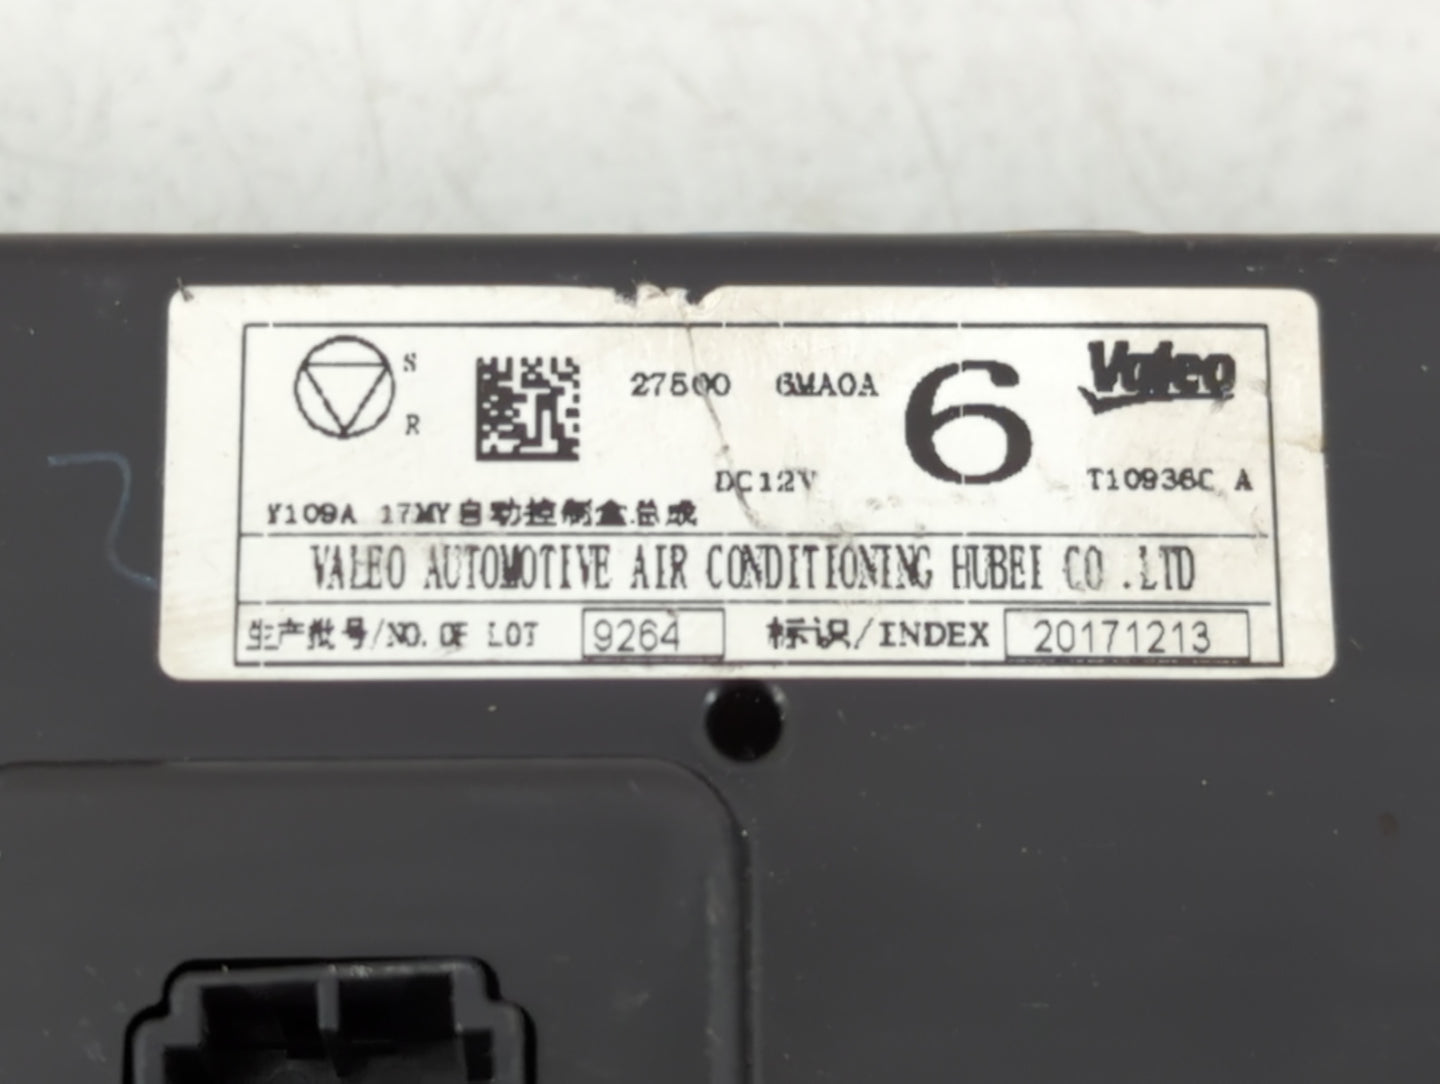 S
R
27500 6MA0A
6
Valeo
DC12V
T10936C A
Y109A 17MY自动控制盒总成
VALEO AUTOMOTIVE AIR CONDITIONING HUBEI CO .LTD
生产批号/NO. OF LOT 9264 标识/INDEX 20171213